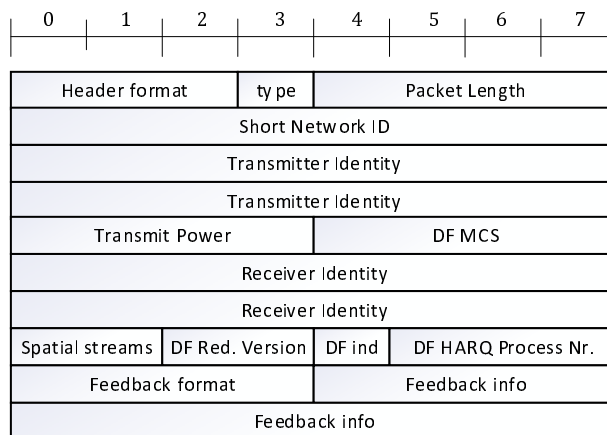 0 1 2 3 4 5 6 7
Header format type Packet Length
Short Network ID
Transmitter Identity
Transmitter Identity
Transmit Power DF MCS
Receiver Identity
Receiver Identity
Spatial streams DF Red. Version DF ind DF HARQ Process Nr.
Feedback format Feedback info
Feedback info